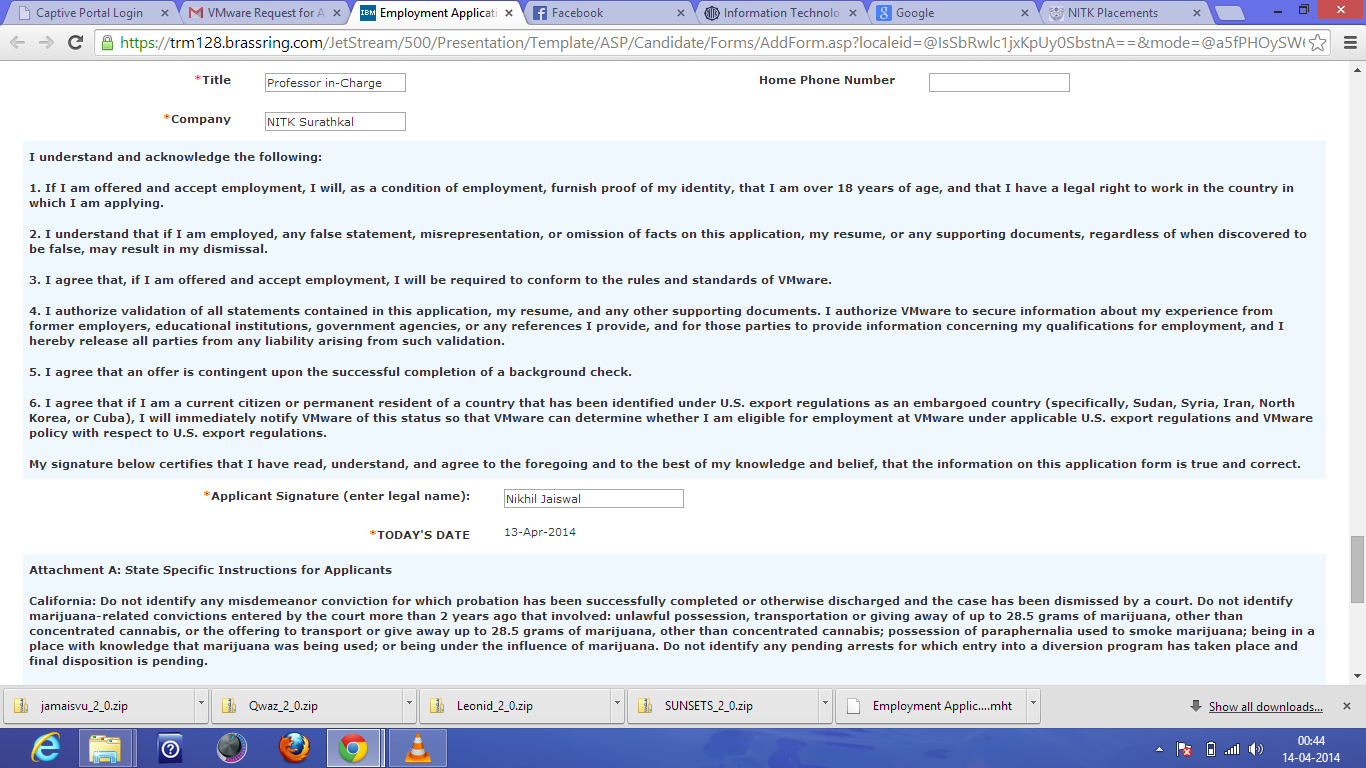 Captive Portal Login
VMware Request for A
IBM Employment Applicati
Facebook
Information Technolo
Google
NITK Placements
https://trm128.brassring.com/JetStream/500/Presentation/Template/ASP/Candidate/Forms/AddForm.asp?localeid=@IsSbRwlc1jxKpUy0SbstnA==&mode=@a5fPHOySW
*Title
Professor in-Charge
Home Phone Number
*Company
NITK Surathkal
I understand and acknowledge the following:
1. If I am offered and accept employment, I will, as a condition of employment, furnish proof of my identity, that I am over 18 years of age, and that I have a legal right to work in the country in
which I am applying.
2. I understand that if I am employed, any false statement, misrepresentation, or omission of facts on this application, my resume, or any supporting documents, regardless of when discovered to
be false, may result in my dismissal.
3. I agree that, if I am offered and accept employment, I will be required to conform to the rules and standards of VMware.
4. I authorize validation of all statements contained in this application, my resume, and any other supporting documents. I authorize VMware to secure information about my experience from
former employers, educational institutions, government agencies, or any references I provide, and for those parties to provide information concerning my qualifications for employment, and I
hereby release all parties from any liability arising from such validation.
5. I agree that an offer is contingent upon the successful completion of a background check.
6. I agree that if I am a current citizen or permanent resident of a country that has been identified under U.S. export regulations as an embargoed country (specifically, Sudan, Syria, Iran, North
Korea, or Cuba), I will immediately notify VMware of this status so that VMware can determine whether I am eligible for employment at VMware under applicable U.S. export regulations and VMware
policy with respect to U.S. export regulations.
My signature below certifies that I have read, understand, and agree to the foregoing and to the best of my knowledge and belief, that the information on this application form is true and correct.
*Applicant Signature (enter legal name):
Nikhil Jaiswal
*TODAY'S DATE
13-Apr-2014
Attachment A: State Specific Instructions for Applicants
California: Do not identify any misdemeanor conviction for which probation has been successfully completed or otherwise discharged and the case has been dismissed by a court. Do not identify
marijuana-related convictions entered by the court more than 2 years ago that involved: unlawful possession, transportation or giving away of up to 28.5 grams of marijuana, other than
concentrated cannabis, or the offering to transport or give away up to 28.5 grams of marijuana, other than concentrated cannabis; possession of paraphernalia used to smoke marijuana; being in a
place with knowledge that marijuana was being used; or being under the influence of marijuana. Do not identify any pending arrests for which entry into a diversion program has taken place and
final disposition is pending.
jamaisvu_2_0.zip
Qwaz_2_0.zip
Leonid_2_0.zip
SUNSETS_2_0.zip
Employment Applic....mht
Show all downloads...
00:44
14-04-2014